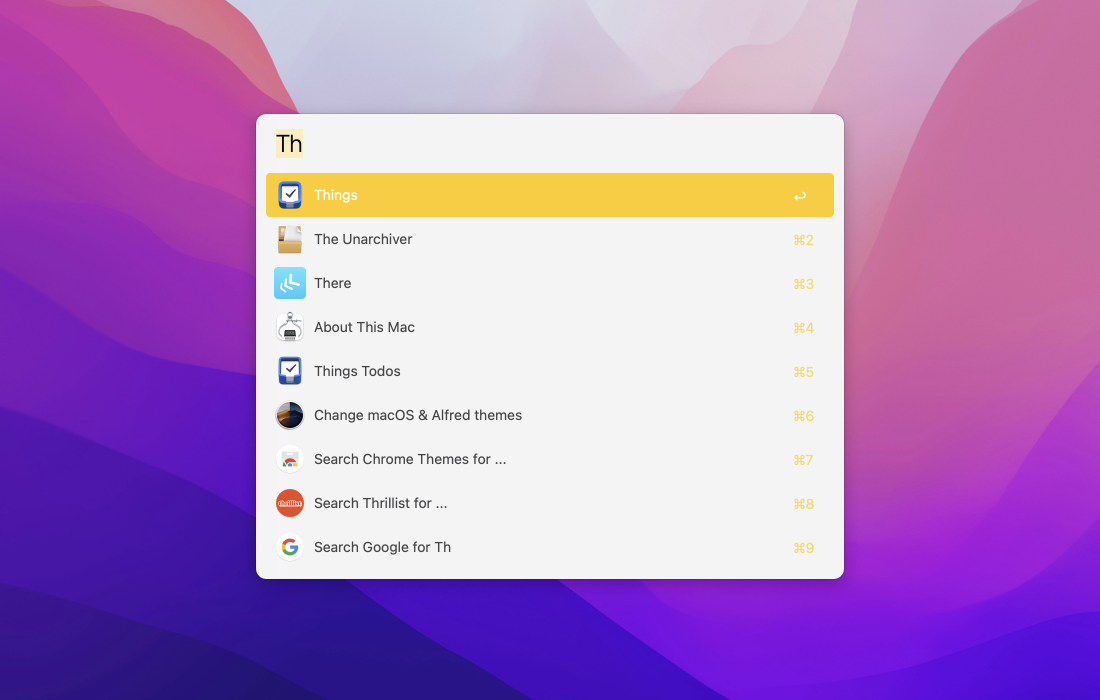 Th
Things ↩
The Unarchiver ⌘2
There ⌘3
About This Mac ⌘4
Things Todos ⌘5
Change macOS & Alfred themes ⌘6
Search Chrome Themes for ... ⌘7
thrillist Search Thrillist for ... ⌘8
Search Google for Th ⌘9